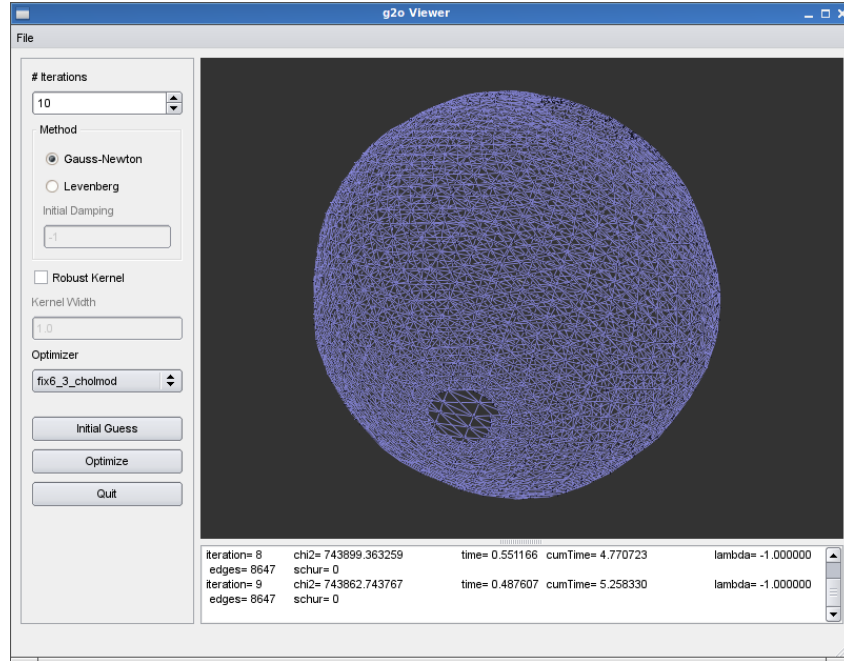 g2o Viewer
File
# Iterations
10
Method
Gauss-Newton
Levenberg
Initial Damping
-1
Robust Kernel
Kernel Width
1.0
Optimizer
fix6_3_cholmod
Initial Guess
Optimize
Quit
iteration= 8 chi2= 743899.363259 time= 0.551166 cumTime= 4.770723 lambda= -1.000000
edges= 8647 schur= 0
iteration= 9 chi2= 743862.743767 time= 0.487607 cumTime= 5.258330 lambda= -1.000000
edges= 8647 schur= 0